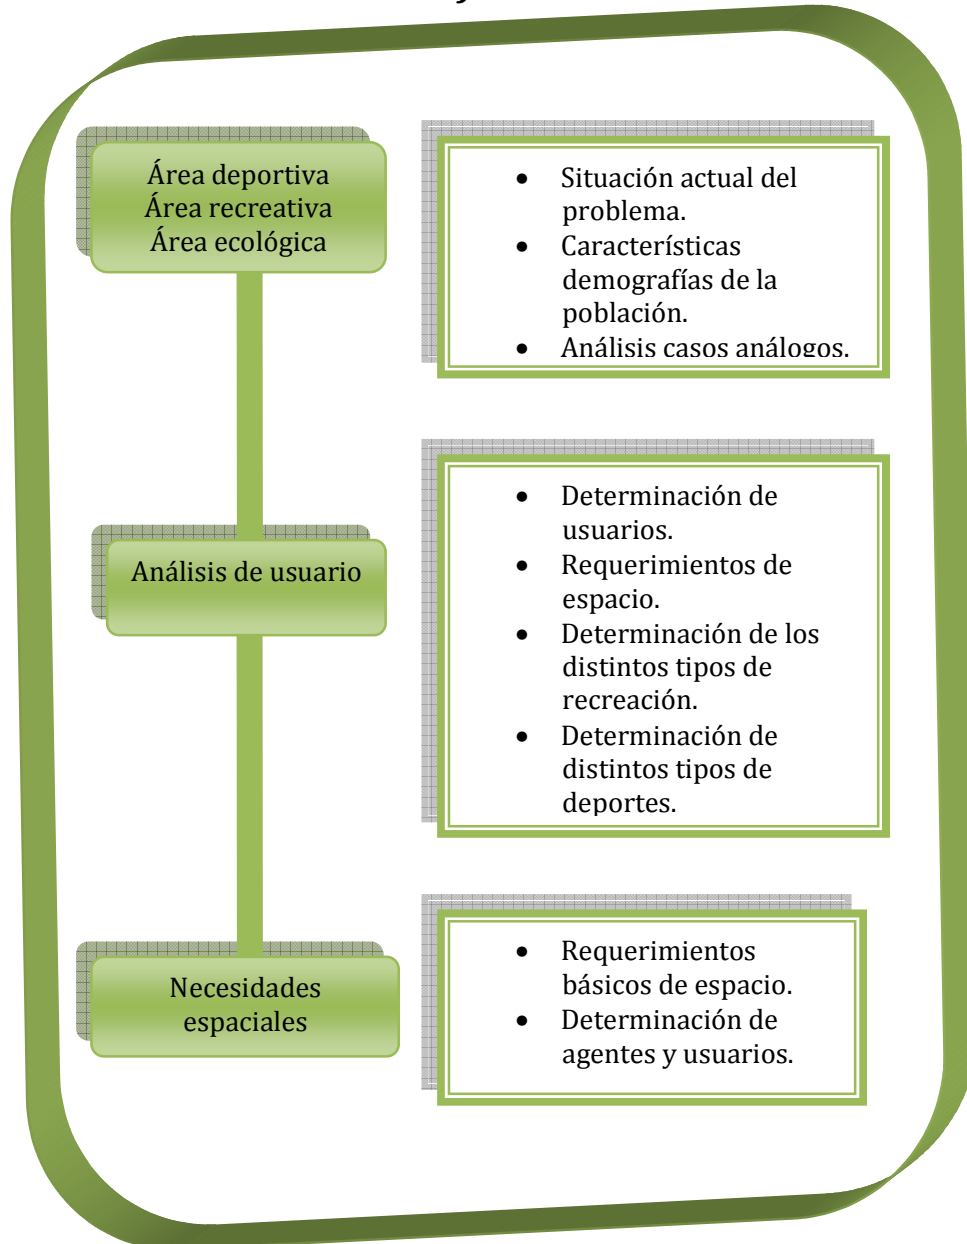 Área deportiva
Área recreativa
Área ecológica
• Situación actual del
problema.
• Característificas
demografías de la
población.
• Análisis casos análogos.
Análisis de usuario
• Determinación de
usuarios.
• Requerimientos de
espacio.
• Determinación de los
distintos tipos de
recreación.
• Determinación de
distintos tipos de
deportes.
Necesidades
espaciales
• Requerimientos
básicos de espacio.
• Determinación de
agentes y usuarios.